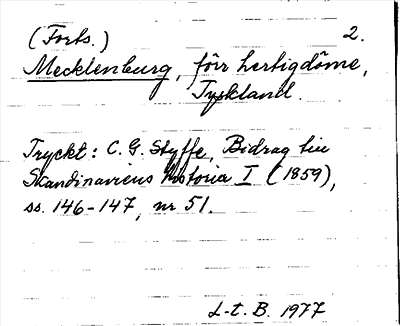 (Forts.) 2.
Mecklenburg, förr hertigdöme,
Tyskland.
Tryckt: C. G. Styffe, Bidrag till
Skandinaviens historia I (1859),
ss. 146-147, nr 51.
L-t. B. 1977